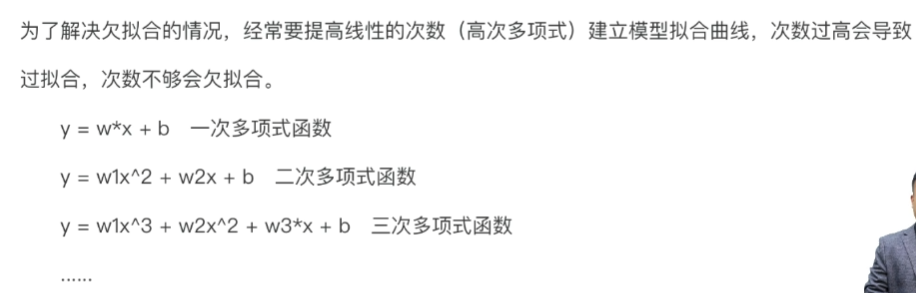 为了解决欠拟合的情况，经常要提高线性的次数（高次多项式）建立模型拟合曲线，次数过高会导致
过拟合，次数不够会欠拟合。
y = w*x + b 一次多项式函数
y = w1x^2 + w2x + b 二次多项式函数
y = w1x^3 + w2x^2 + w3*x + b 三次多项式函数
......